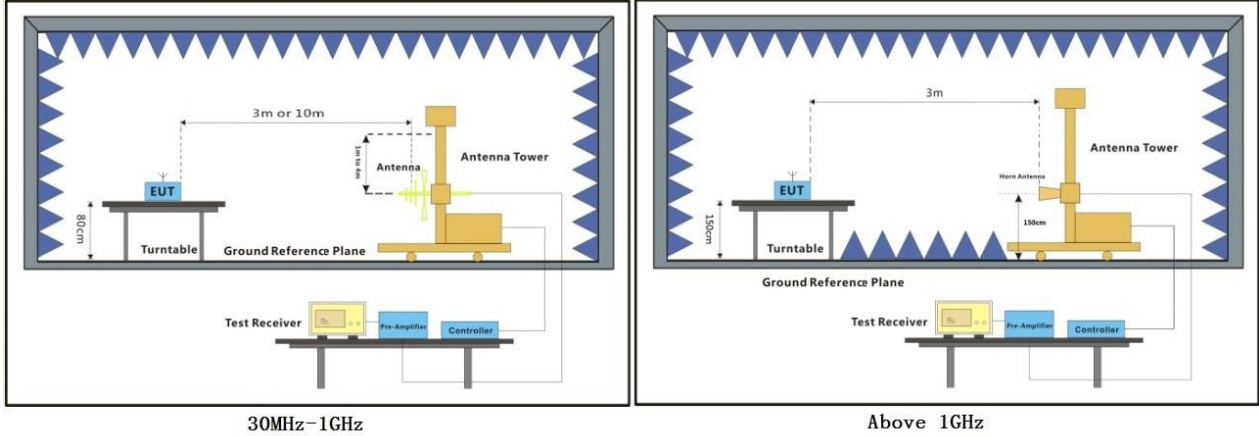 3m or 10m
1m to 4m
Antenna
Antenna Tower
EUT
80cm
Turntable
Ground Reference Plane
Test Receiver
Pre-Amplifier
Controller
30MHz-1GHz
3m
Antenna Tower
Horn Antenna
EUT
150cm
150cm
Turntable
Ground Reference Plane
Test Receiver
Pre-Amplifier
Controller
Above 1GHz